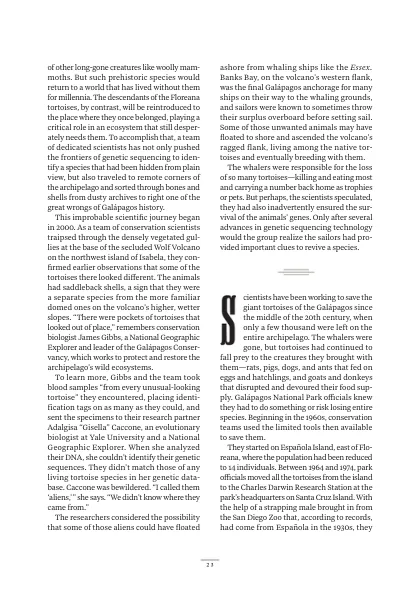 of other long-gone creatures like woolly mam-
moths. But such prehistoric species would
return to a world that has lived without them
for millennia. The descendants of the Floreana
tortoises, by contrast, will be reintroduced to
the place where they once belonged, playing a
critical role in an ecosystem that still desper-
ately needs them. To accomplish that, a team
of dedicated scientists has not only pushed
the frontiers of genetic sequencing to iden-
tify a species that had been hidden from plain
view, but also traveled to remote corners of
the archipelago and sorted through bones and
shells from dusty archives to right one of the
great wrongs of Galápagos history.
This improbable scientific journey began
in 2000. As a team of conservation scientists
traipsed through the densely vegetated gul-
lies at the base of the secluded Wolf Volcano
on the northwest island of Isabela, they con-
firmed earlier observations that some of the
tortoises there looked different. The animals
had saddleback shells, a sign that they were
a separate species from the more familiar
domed ones on the volcano's higher, wetter
slopes. “There were pockets of tortoises that
looked out of place,” remembers conservation
biologist James Gibbs, a National Geographic
Explorer and leader of the Galápagos Conser-
vancy, which works to protect and restore the
archipelago's wild ecosystems.
To learn more, Gibbs and the team took
blood samples “from every unusual-looking
tortoise” they encountered, placing identi-
fication tags on as many as they could, and
sent the specimens to their research partner
Adalgisa “Gisella” Caccone, an evolutionary
biologist at Yale University and a National
Geographic Explorer. When she analyzed
their DNA, she couldn't identify their genetic
sequences. They didn't match those of any
living tortoise species in her genetic data-
base. Caccone was bewildered. “I called them
‘aliens,’” she says. “We didn't know where they
came from.”
The researchers considered the possibility
that some of those aliens could have floated
ashore from whaling ships like the Essex.
Banks Bay, on the volcano's western flank,
was the final Galápagos anchorage for many
ships on their way to the whaling grounds,
and sailors were known to sometimes throw
their surplus overboard before setting sail.
Some of those unwanted animals may have
floated to shore and ascended the volcano's
ragged flank, living among the native tor-
toises and eventually breeding with them.
The whalers were responsible for the loss
of so many tortoises—killing and eating most
and carrying a number back home as trophies
or pets. But perhaps, the scientists speculated,
they had also inadvertently ensured the sur-
vival of the animals' genes. Only after several
advances in genetic sequencing technology
would the group realize the sailors had pro-
vided important clues to revive a species.
Scientists have been working to save the
giant tortoises of the Galápagos since
the middle of the 20th century, when
only a few thousand were left on the
entire archipelago. The whalers were
gone, but tortoises had continued to
fall prey to the creatures they brought with
them—rats, pigs, dogs, and ants that fed on
eggs and hatchlings, and goats and donkeys
that disrupted and devoured their food sup-
ply. Galápagos National Park officials knew
they had to do something or risk losing entire
species. Beginning in the 1960s, conservation
teams used the limited tools then available
to save them.
They started on Española Island, east of Flo-
reana, where the population had been reduced
to 14 individuals. Between 1964 and 1974, park
officials moved all the tortoises from the island
to the Charles Darwin Research Station at the
park's headquarters on Santa Cruz Island. With
the help of a strapping male brought in from
the San Diego Zoo that, according to records,
had come from Española in the 1930s, they
23